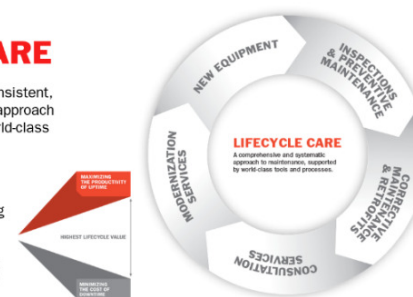 ARE
nsistent,
approach
rld-class
g
MAXIMIZING
THE PRODUCTIVITY
OF LIFTING
HIGHEST LIFECYCLE VALUE
MINIMIZING
THE COST OF
DOWNTIME
NEW EQUIPMENT
INSPECTIONS
& PREVENTIVE
MAINTENANCE
CORRECTIVE
MAINTENANCE
& RETROFITS
CONSULTATION
SERVICES
MODERNIZATION
SERVICES
LIFECYCLE CARE
A comprehensive and systematic
approach to maintenance, supported
by world-class tools and processes.